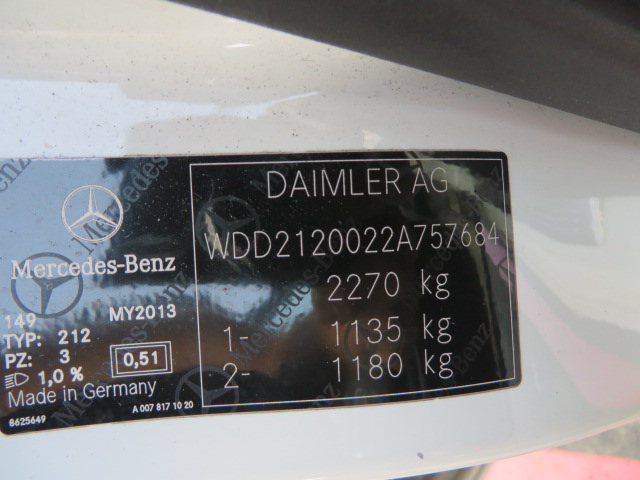 DAIMLER AG
WDD2120022A757684
2270 kg
1- 1135 kg
2- 1180 kg
Mercedes-Benz
149 MY2013
TYP: 212
PZ: 3 0,51
1,0 %
Made in Germany
8625649 A 007 817 10 20